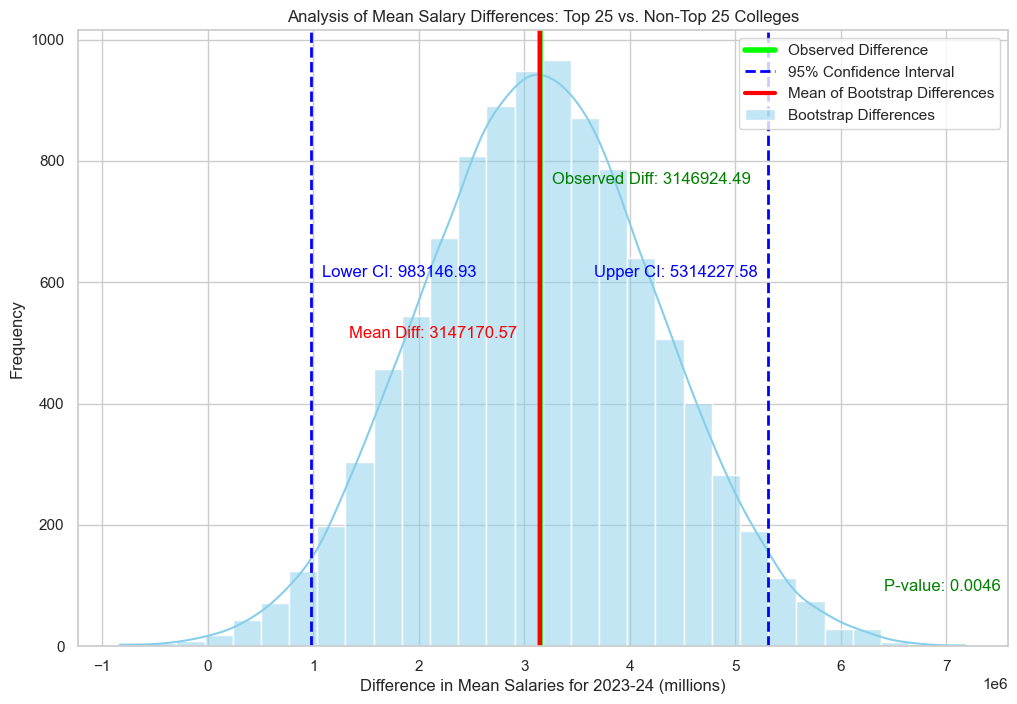 Analysis of Mean Salary Differences: Top 25 vs. Non-Top 25 Colleges
1000
800
600
400
200
0
Frequency
Observed Difference
95% Confidence Interval
Mean of Bootstrap Differences
Bootstrap Differences
Observed Diff: 3146924.49
Lower CI: 983146.93
Upper CI: 5314227.58
Mean Diff: 3147170.57
P-value: 0.0046
−1
0
1
2
3
4
5
6
7
1e6
Difference in Mean Salaries for 2023-24 (millions)